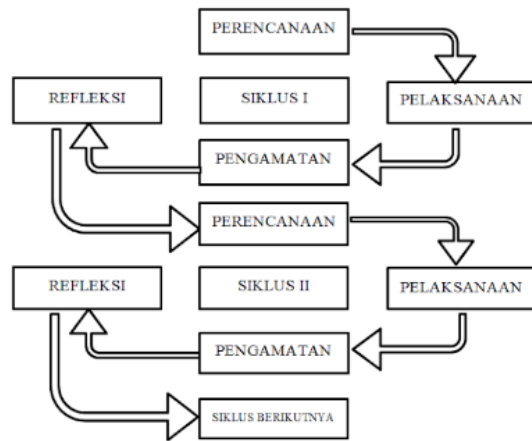 PERENCANAAN
REFLEKSI
SIKLUS I
PELAKSANAAN
PENGAMATAN
PERENCANAAN
REFLEKSI
SIKLUS II
PELAKSANAAN
PENGAMATAN
SIKLUS BERIKUTNYA